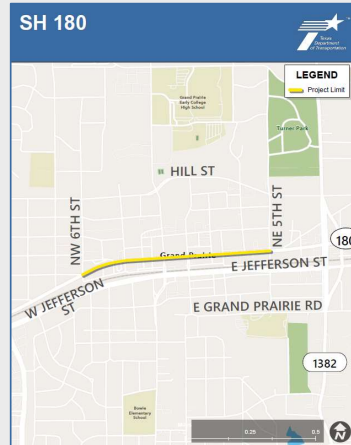 SH 180
Texas
Department
of Transportation
LEGEND
Project Limit
Grand Prairie
Early College
High School
Turner Park
HILL ST
NW 6TH ST
NE 5TH ST
180
Grand Prairie
E JEFFERSON ST
W JEFFERSON
ST
E GRAND PRAIRIE RD
1382
Bowie
Elementary
School
0.25
0.5
N